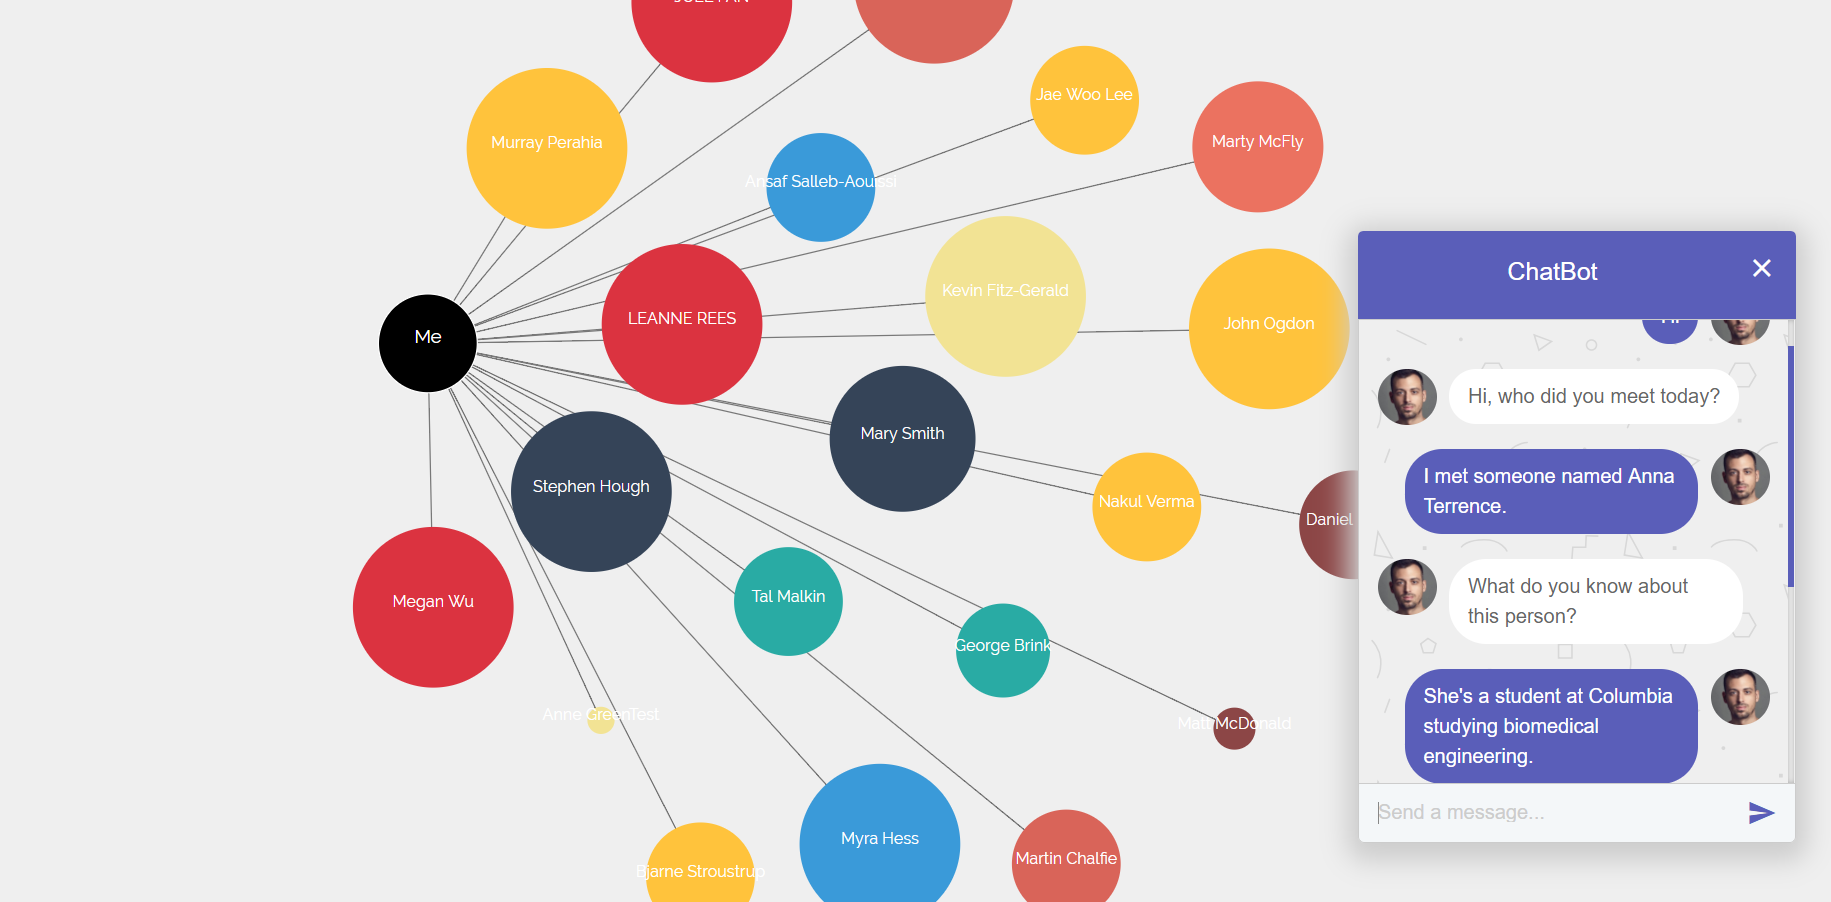 Murray Perahia
Jae Woo Lee
Marty McFly
Ansaf Salleb-Aouissi
Me
LEANNE REES
Kevin Fitz-Gerald
John Ogdon
Stephen Hough
Mary Smith
Nakul Verma
Daniel
Megan Wu
Tal Malkin
George Brink
Anne GreenTest
Matt McDonald
Myra Hess
Martin Chalfie
Bjarne Stroustrup
ChatBot
Hi
Hi, who did you meet today?
I met someone named Anna
Terrence.
What do you know about
this person?
She's a student at Columbia
studying biomedical
engineering.
Send a message...